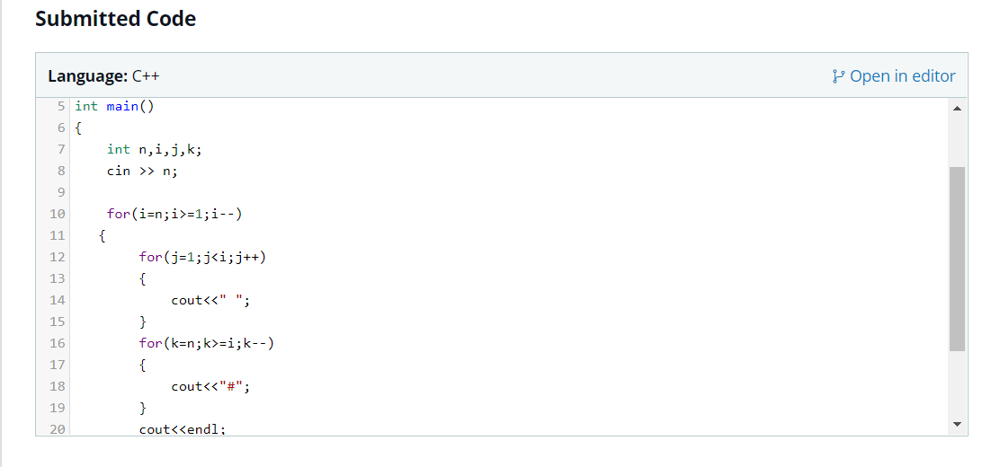 Submitted Code
Language: C++
Open in editor
5 int main()
6 {
7     int n,i,j,k;
8     cin >> n;
9
10     for(i=n;i>=1;i--)
11    {
12         for(j=1;j<i;j++)
13         {
14             cout<<" ";
15         }
16         for(k=n;k>=i;k--)
17         {
18             cout<<"#";
19         }
20         cout<<endl;